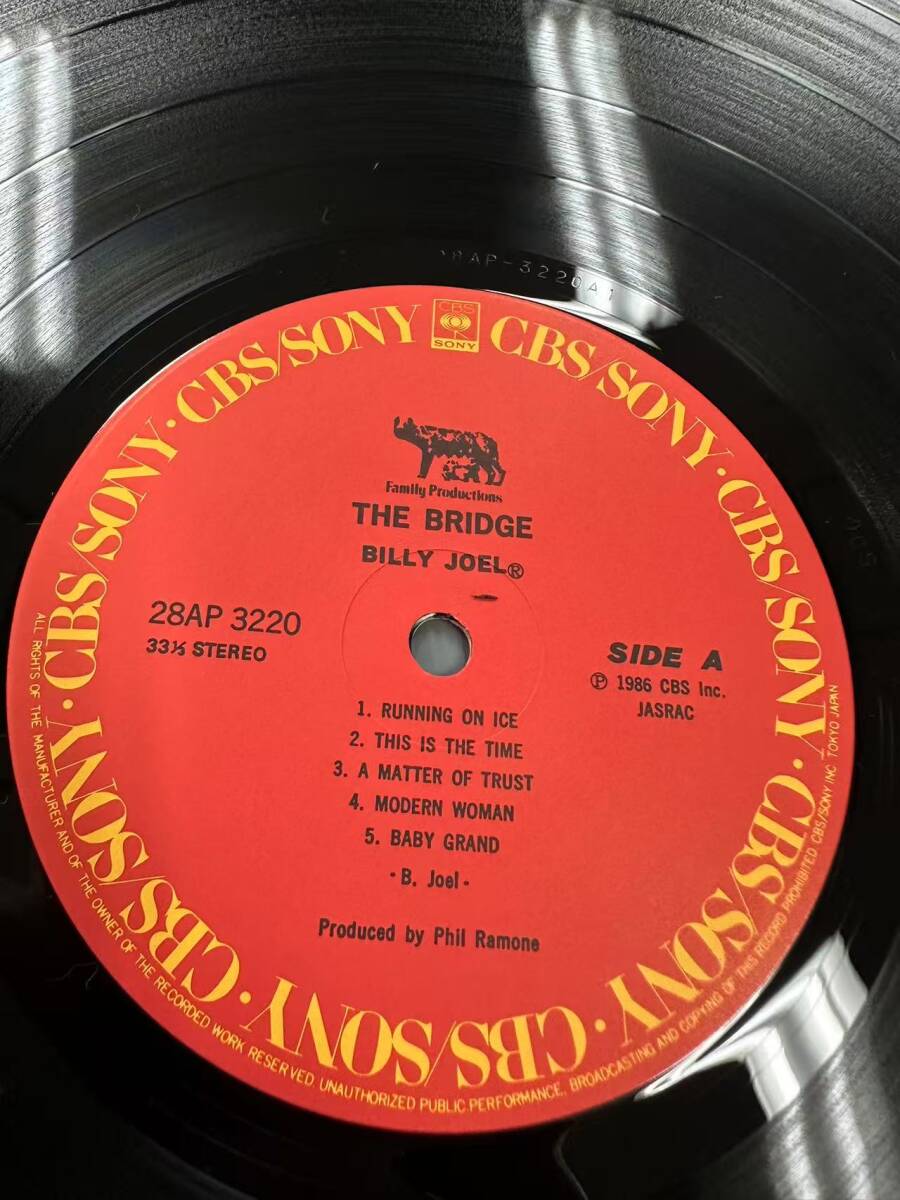 28AP-3220A1
CBS/SONY · CBS/SONY · CBS/SONY · CBS/SONY · CBS/SONY · CBS/SONY · CBS/SONY · CBS/SONY · CBS/SONY
CBS
SONY
Family Productions
THE BRIDGE
BILLY JOEL®
28AP 3220
33⅓ STEREO
SIDE A
℗ 1986 CBS Inc.
JASRAC
1. RUNNING ON ICE
2. THIS IS THE TIME
3. A MATTER OF TRUST
4. MODERN WOMAN
5. BABY GRAND
- B. Joel -
Produced by Phil Ramone
ALL RIGHTS OF THE MANUFACTURER AND OF THE OWNER OF THE RECORDED WORK RESERVED. UNAUTHORIZED PUBLIC PERFORMANCE, BROADCASTING AND COPYING OF THIS RECORD PROHIBITED CBS/SONY INC TOKYO JAPAN